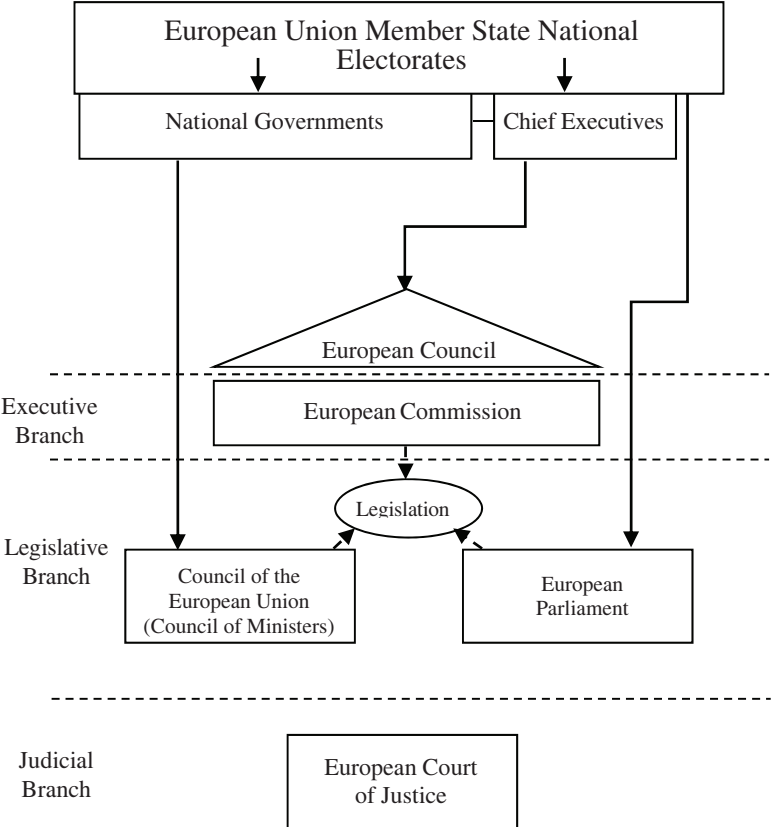 European Union Member State National
Electorates
National Governments
Chief Executives
European Council
Executive
Branch
European Commission
Legislation
Legislative
Branch
Council of the
European Union
(Council of Ministers)
European
Parliament
Judicial
Branch
European Court
of Justice